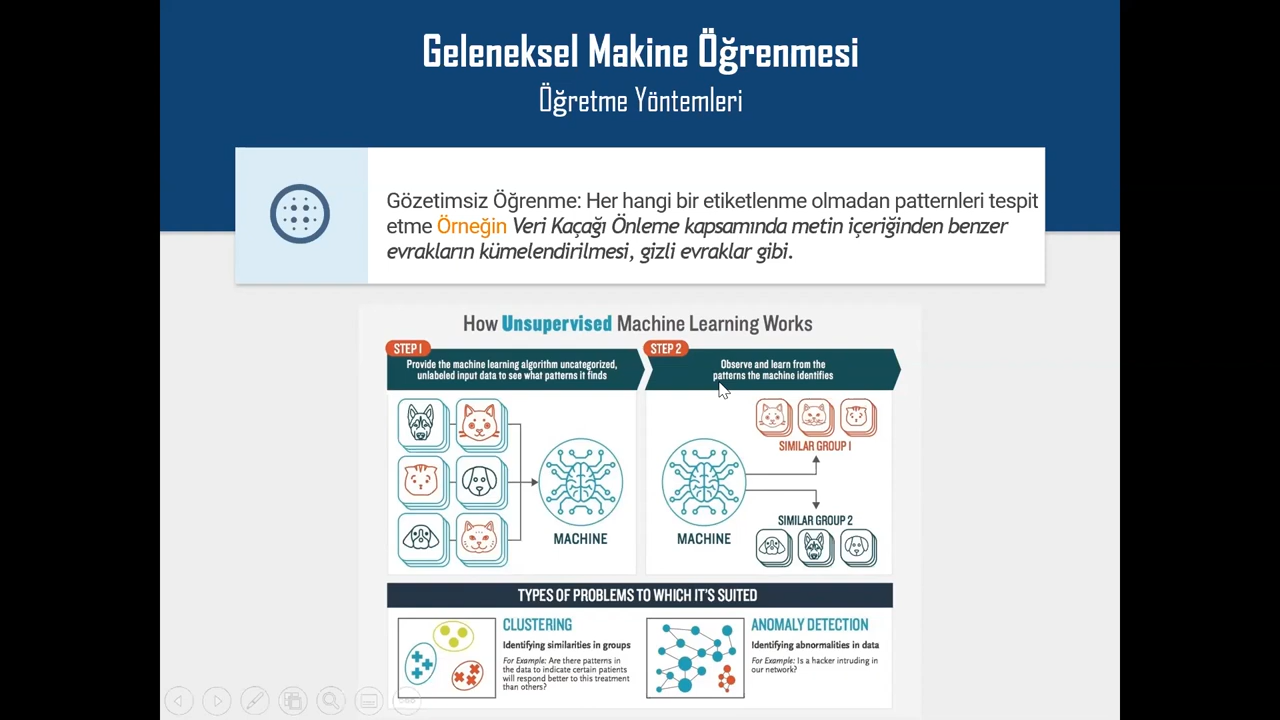 Geleneksel Makine Öğrenmesi
Öğretme Yöntemleri
Gözetimsiz Öğrenme: Her hangi bir etiketlenme olmadan patternleri tespit
etme Örneğin Veri Kaçağı Önleme kapsamında metin içeriğinden benzer
evrakların kümelendirilmesi, gizli evraklar gibi.
How Unsupervised Machine Learning Works
STEP 1
Provide the machine learning algorithm uncategorized,
unlabeled input data to see what patterns it finds
MACHINE
STEP 2
Observe and learn from the
patterns the machine identifies
SIMILAR GROUP 1
MACHINE
SIMILAR GROUP 2
TYPES OF PROBLEMS TO WHICH IT'S SUITED
CLUSTERING
Identifying similarities in groups
For Example: Are there patterns in
the data to indicate certain patients
will respond better to this treatment
than others?
ANOMALY DETECTION
Identifying abnormalities in data
For Example: Is a hacker intruding in
our network?